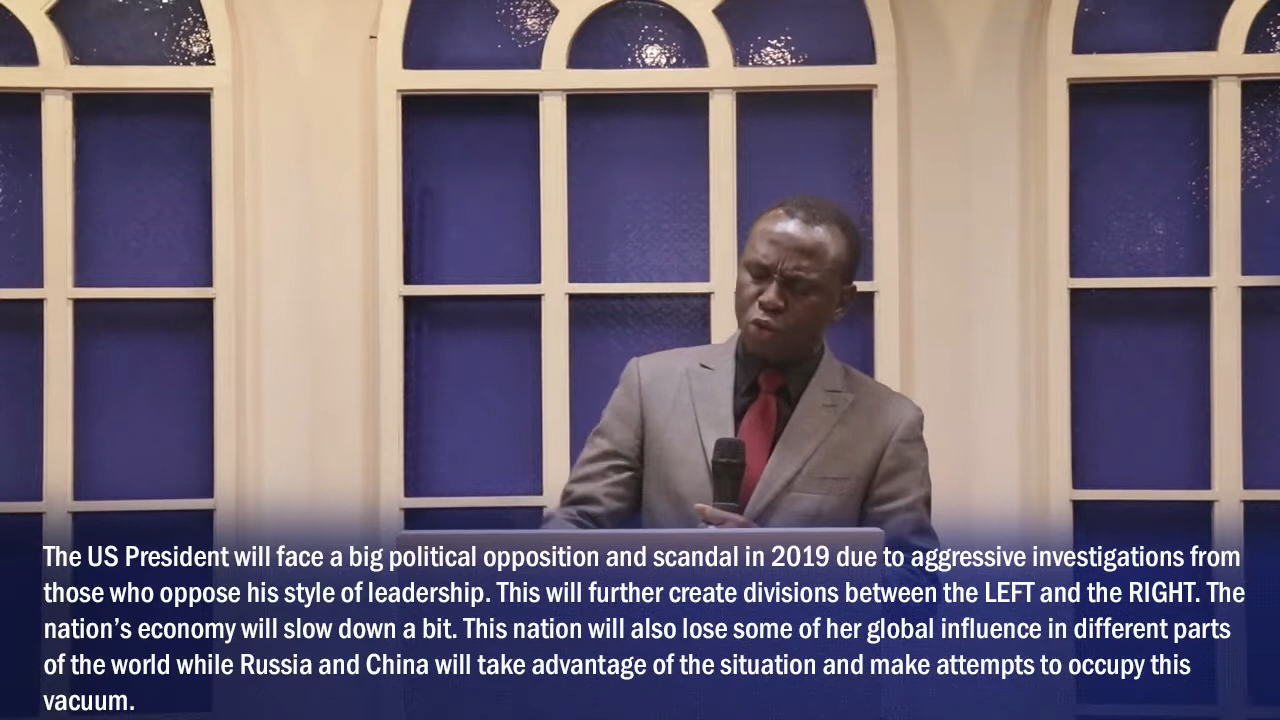 The US President will face a big political opposition and scandal in 2019 due to aggressive investigations from
those who oppose his style of leadership. This will further create divisions between the LEFT and the RIGHT. The
nation’s economy will slow down a bit. This nation will also lose some of her global influence in different parts
of the world while Russia and China will take advantage of the situation and make attempts to occupy this
vacuum.